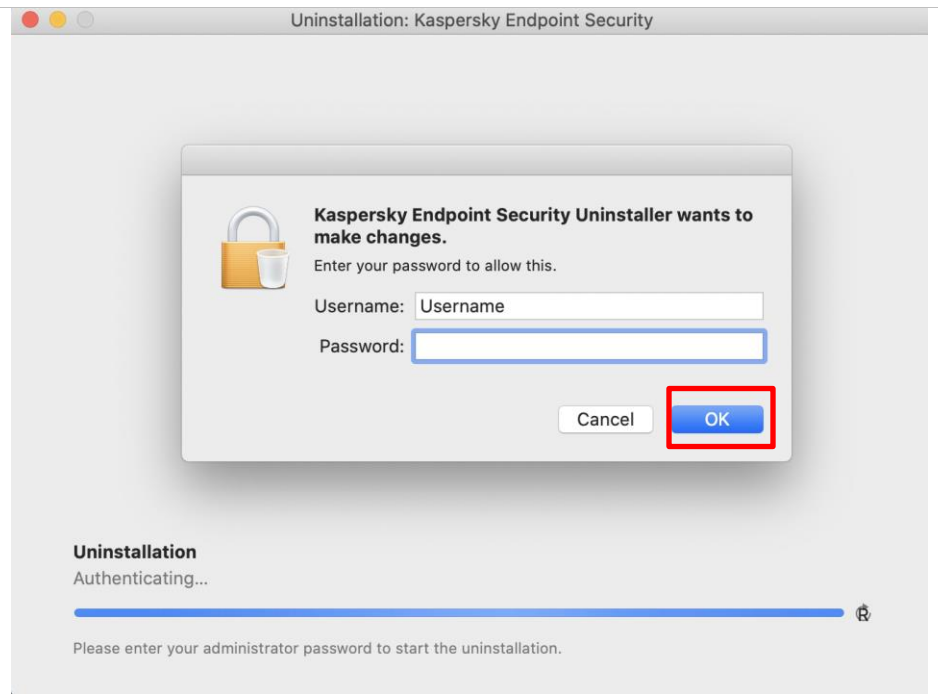 Uninstallation: Kaspersky Endpoint Security
Kaspersky Endpoint Security Uninstaller wants to
make changes.
Enter your password to allow this.
Username: Username
Password:
Cancel OK
Uninstallation
Authenticating...
Please enter your administrator password to start the uninstallation.